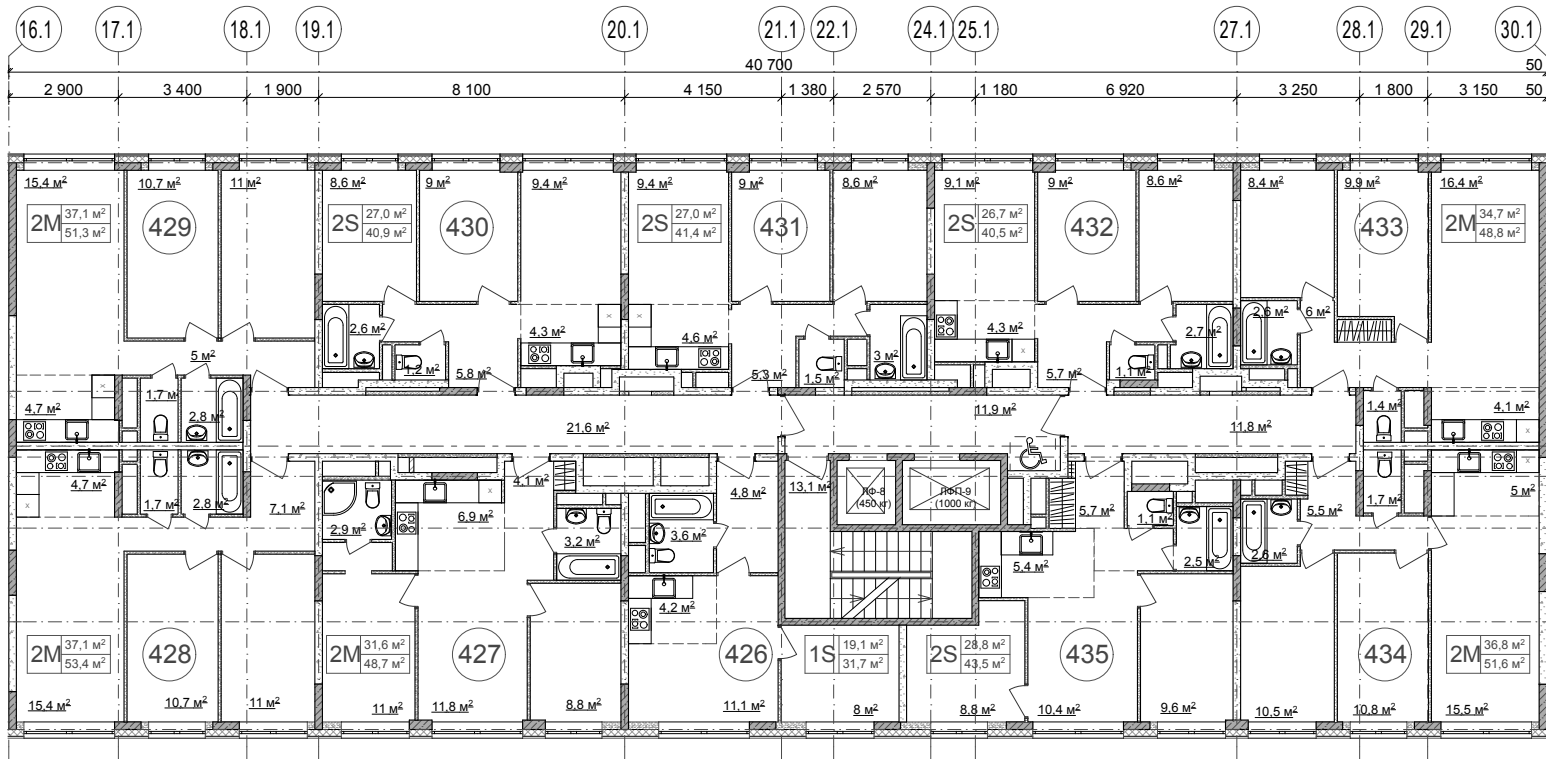 16.1 17.1 18.1 19.1 20.1 21.1 22.1 24.1 25.1 27.1 28.1 29.1 30.1
40 700 50
2 900 3 400 1 900 8 100 4 150 1 380 2 570 1 180 6 920 3 250 1 800 3 150 50
15.4 м² 10.7 м² 11 м² 8,6 м² 9 м² 9.4 м² 9.4 м² 9 м² 8.6 м² 9.1 м² 9 м² 8.6 м² 8.4 м² 9.9 м² 16.4 м²
2M 37,1 м² 429 2S 27,0 м² 430 2S 27,0 м² 431 2S 26,7 м² 432 433 2M 34,7 м²
51,3 м² 40,9 м² 41,4 м² 40,5 м² 48,8 м²
2,6 м² 4.3 м² 4.6 м² 3 м² 4.3 м² 2.7 м² 2.6 м² 6 м²
5 м² 1.2 м² 5.8 м² 5.3 м² 1.5 м² 5.7 м² 1.1 м²
4.7 м² 1.7 м² 2.8 м² 21.6 м² 11.9 м² 11.8 м² 1.4 м² 4.1 м²
4.7 м² 1.7 м² 2.8 м² 7.1 м² 2.9 м² 6.9 м² 4.1 м² 3.2 м² 3.6 м² 4.8 м² 13,1 м² 5.7 м² 1.1 м² 2.5 м² 2.6 м² 5.5 м² 1.7 м² 5 м²
ПФ-8 ПФП-9
(450 кг) (1000 кг)
4.2 м² 5.4 м²
2M 37,1 м² 428 2M 31,6 м² 427 426 1S 19,1 м² 2S 28,8 м² 435 434 2M 36,8 м²
53,4 м² 48,7 м² 31,7 м² 43,5 м² 51,6 м²
15.4 м² 10.7 м² 11 м² 11 м² 11.8 м² 8.8 м² 11.1 м² 8 м² 8.8 м² 10.4 м² 9.6 м² 10.5 м² 10.8 м² 15.5 м²